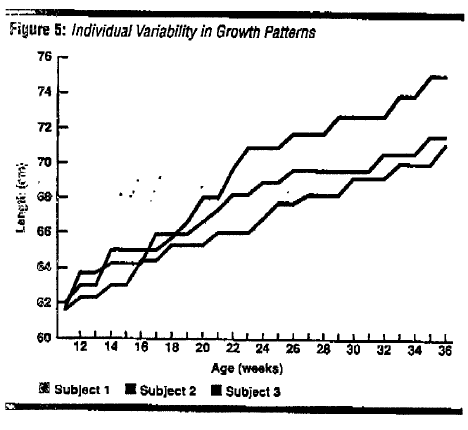 Figure 5: Individual Variability in Growth Patterns
76
74
72
70
68
66
64
62
60
Length (cm)
12 14 16 18 20 22 24 26 28 30 32 34 36
Age (weeks)
Subject 1 Subject 2 Subject 3